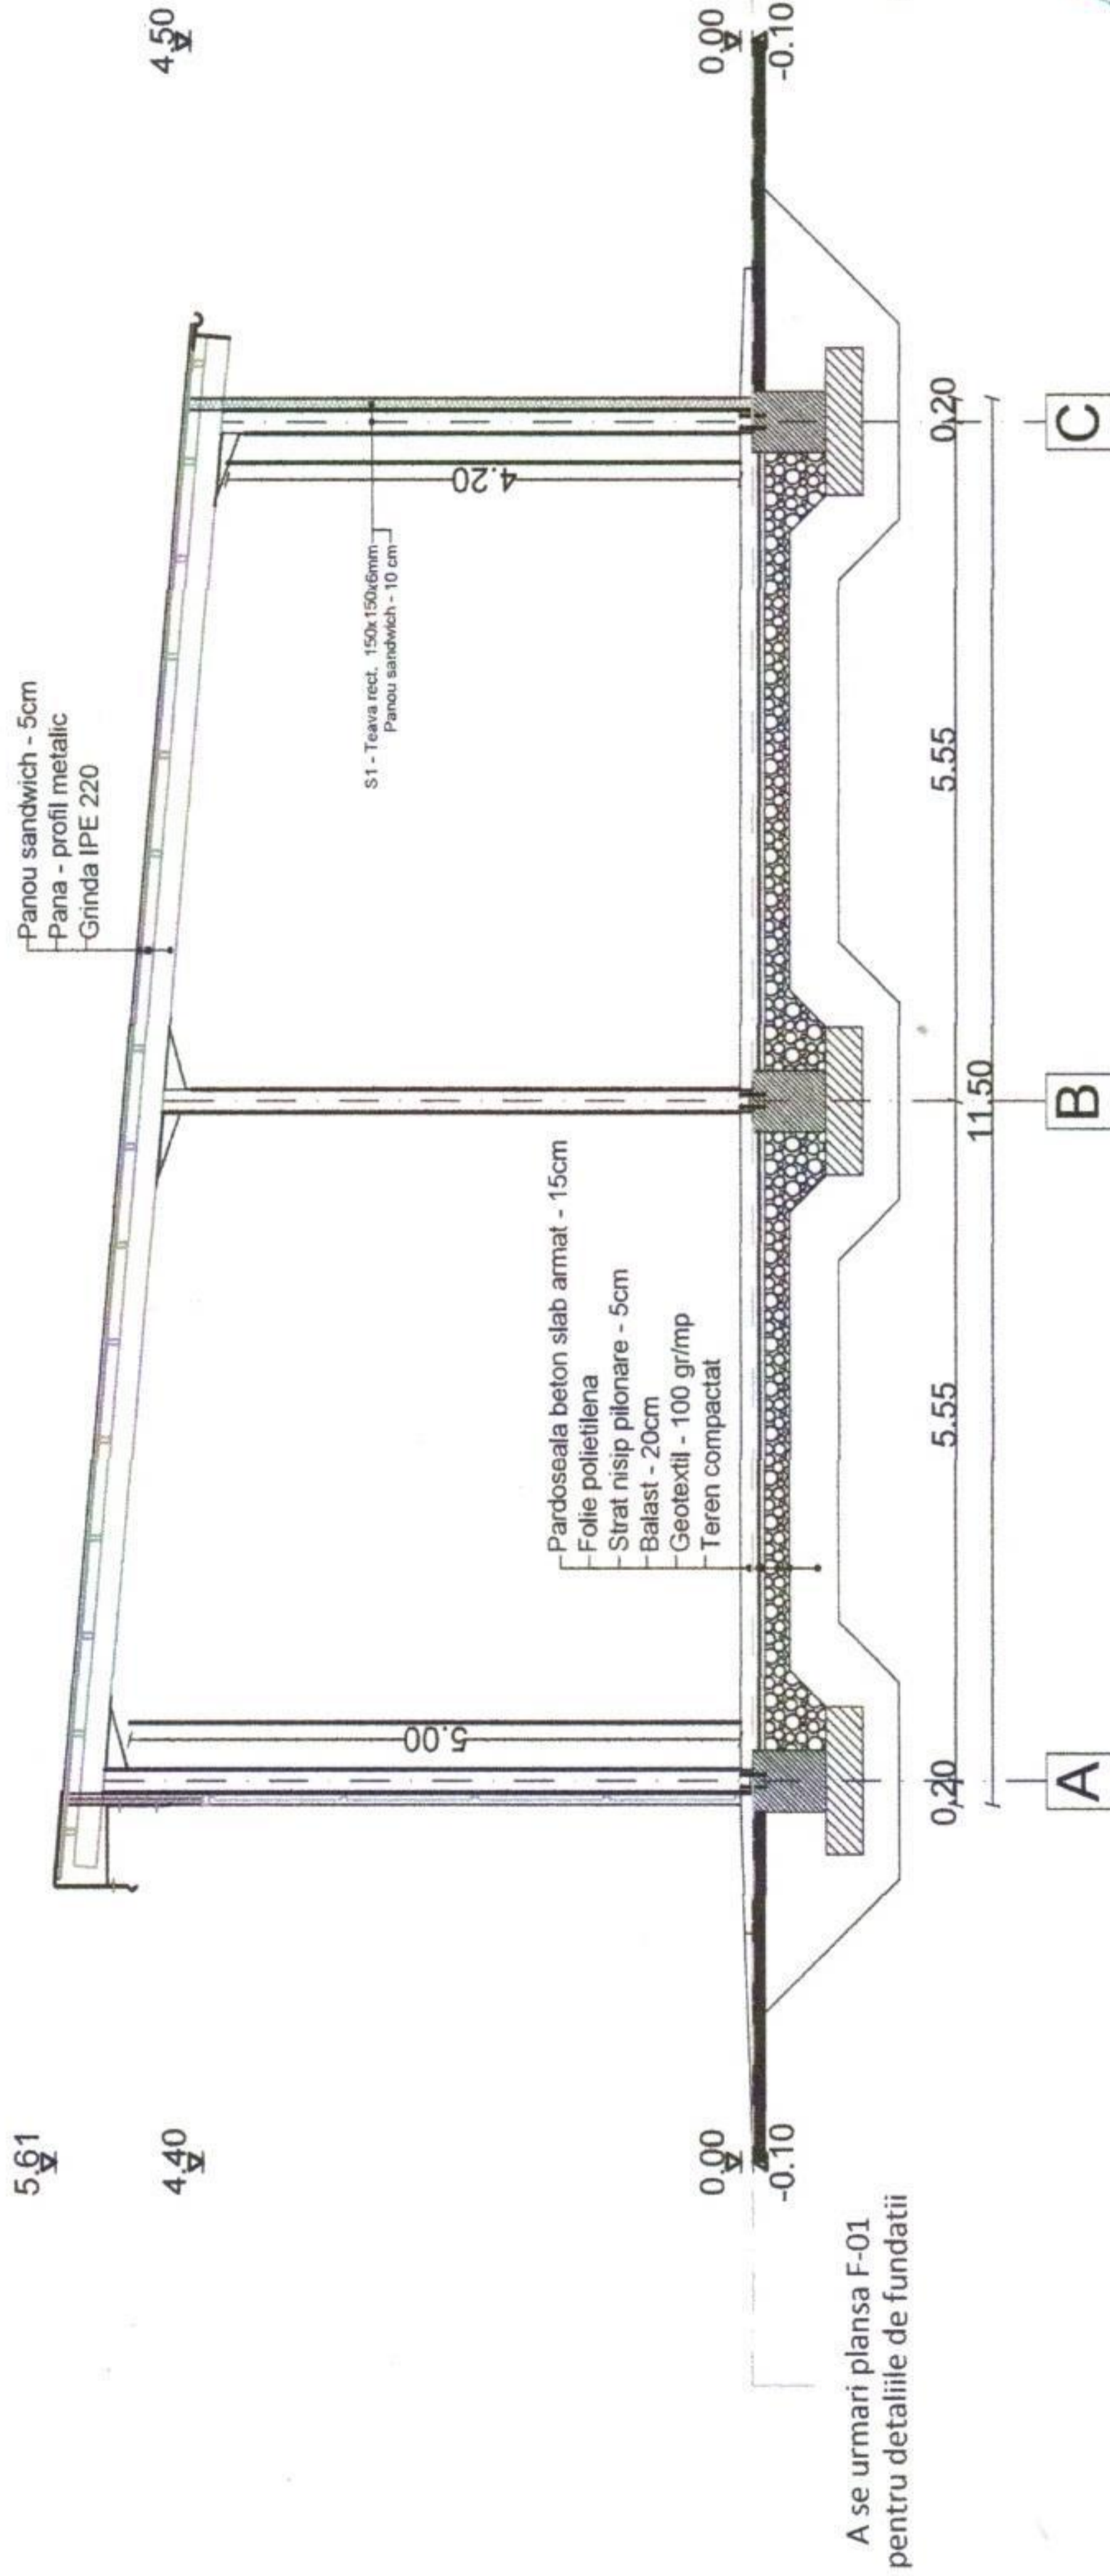 5.61
4.40
0.00
-0.10
4.50
0.00
-0.10
Panou sandwich - 5cm
Pana - profil metalic
Grinda IPE 220
S1 - Teava rect. 150x150x6mm
Panou sandwich - 10 cm
5.00
4.20
Pardoseala beton slab armat - 15cm
Folie polietilena
Strat nisip pilonare - 5cm
Balast - 20cm
Geotextil - 100 gr/mp
Teren compactat
A se urmari plansa F-01
pentru detaliile de fundatii
0,20
5.55
5.55
0,20
11.50
A
B
C